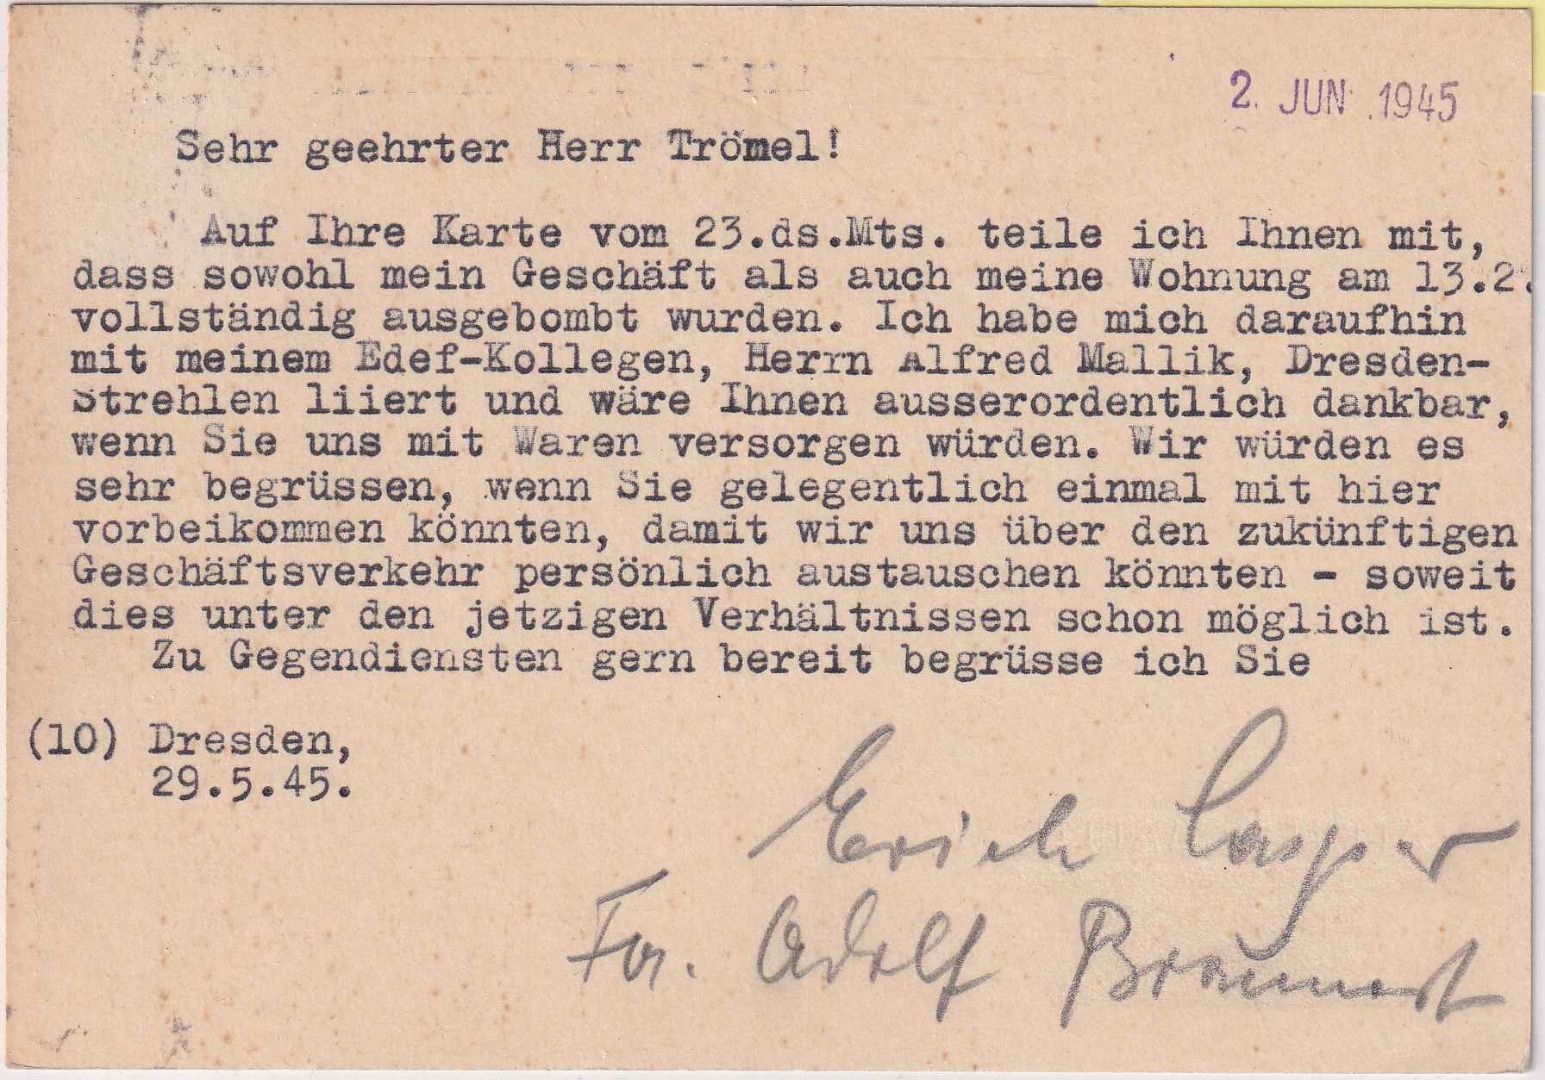 2. JUN 1945
Sehr geehrter Herr Trömel!
Auf Ihre Karte vom 23.ds.Mts. teile ich Ihnen mit,
dass sowohl mein Geschäft als auch meine Wohnung am 13.2.
vollständig ausgebombt wurden. Ich habe mich daraufhin
mit meinem Edef-Kollegen, Herrn Alfred Mallik, Dresden-
Strehlen liiert und wäre Ihnen ausserordentlich dankbar,
wenn Sie uns mit Waren versorgen würden. Wir würden es
sehr begrüssen, wenn Sie gelegentlich einmal mit hier
vorbeikommen könnten, damit wir uns über den zukünftigen
Geschäftsverkehr persönlich austauschen könnten - soweit
dies unter den jetzigen Verhältnissen schon möglich ist.
Zu Gegendiensten gern bereit begrüsse ich Sie
(10) Dresden,
29.5.45.
Erich Casper
Fa. Adolf